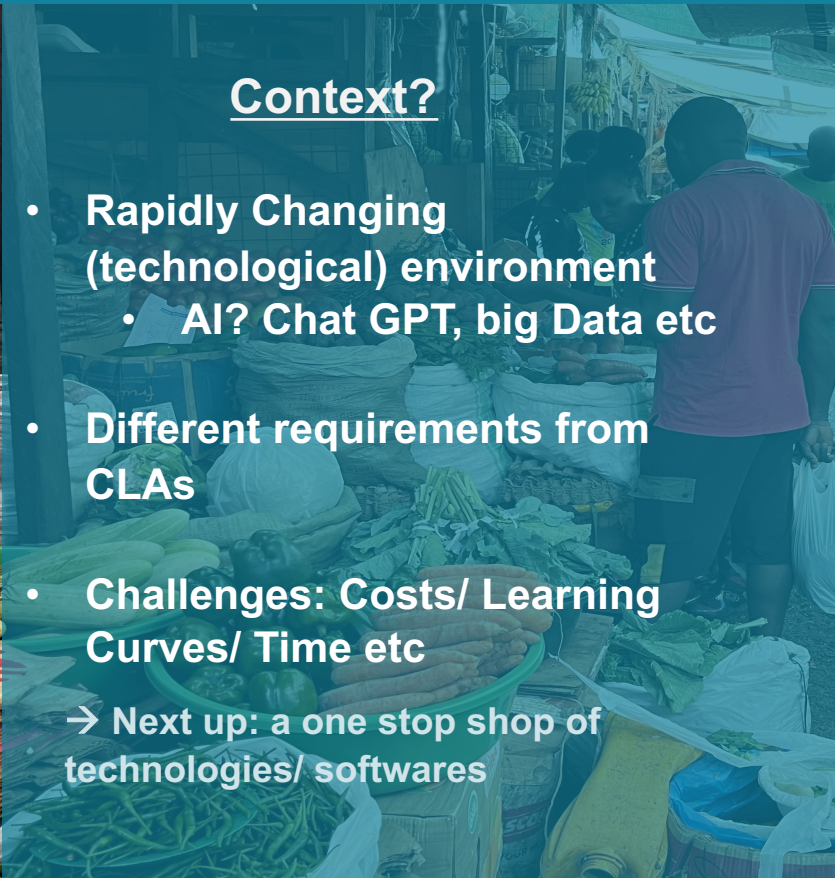 Context?
• Rapidly Changing
(technological) environment
• AI? Chat GPT, big Data etc
• Different requirements from
CLAs
• Challenges: Costs/ Learning
Curves/ Time etc
→ Next up: a one stop shop of
technologies/ softwares